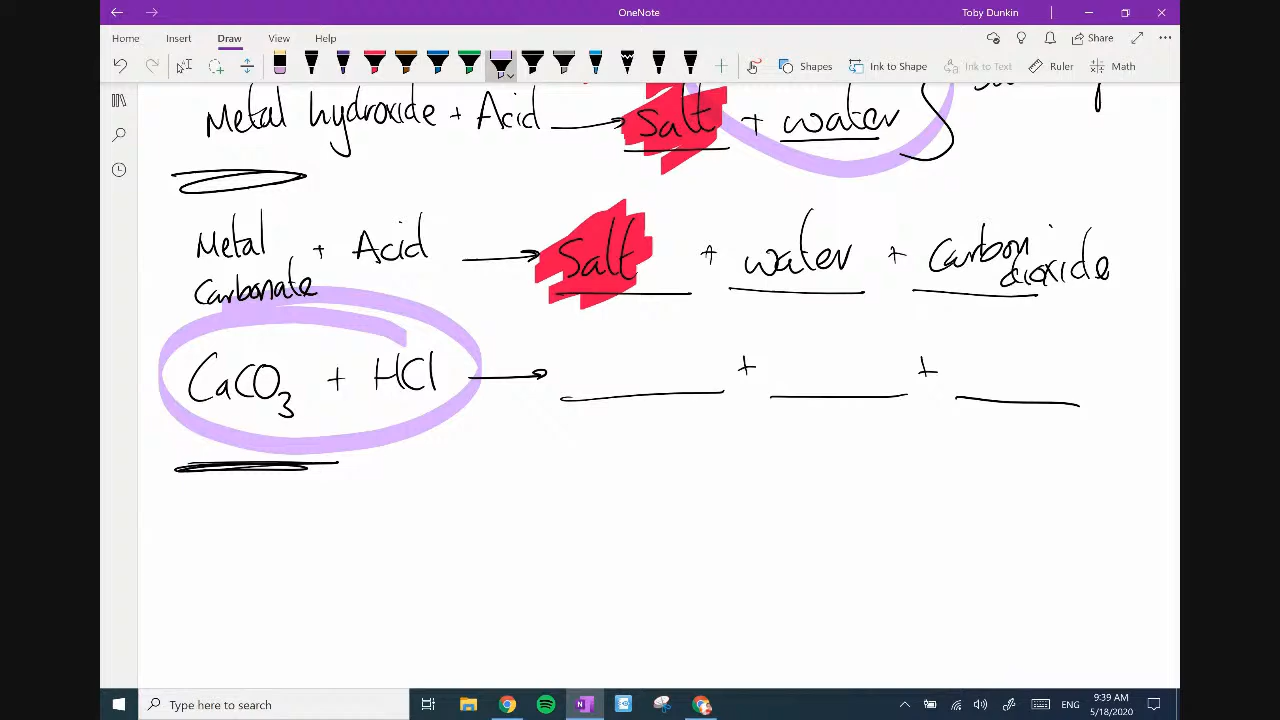 OneNote
Toby Dunkin
Home Insert Draw View Help
Share
Shapes Ink to Shape Ink to Text Ruler Math
Metal hydroxide + Acid → Salt + water
Metal carbonate + Acid → Salt + water + Carbon dioxide
CaCO3 + HCl → ____ + ____ + ____
Type here to search
ENG
9:39 AM
5/18/2020